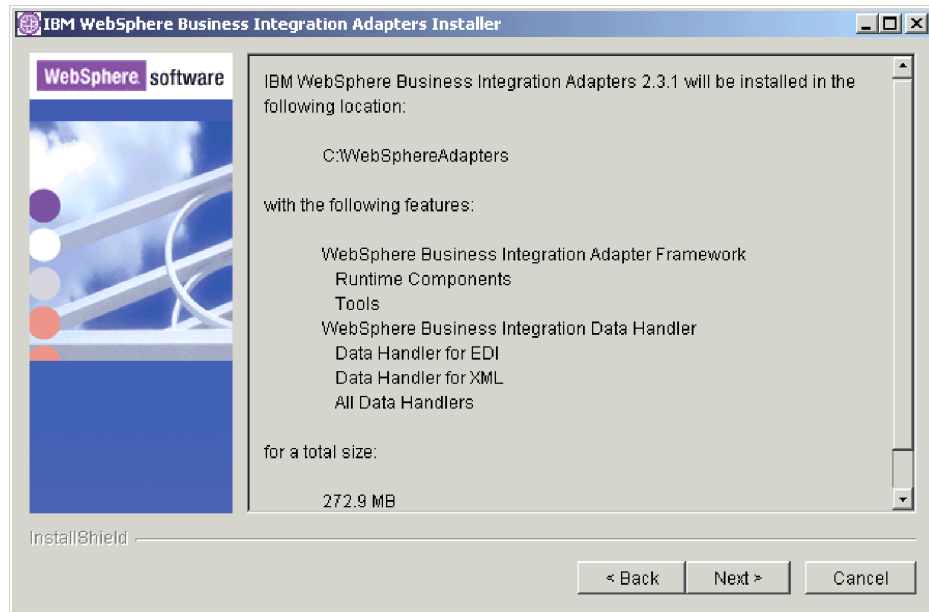 IBM WebSphere Business Integration Adapters Installer
WebSphere software
IBM WebSphere Business Integration Adapters 2.3.1 will be installed in the
following location:
C:\WebSphereAdapters
with the following features:
WebSphere Business Integration Adapter Framework
Runtime Components
Tools
WebSphere Business Integration Data Handler
Data Handler for EDI
Data Handler for XML
All Data Handlers
for a total size:
272.9 MB
InstallShield
< Back
Next >
Cancel